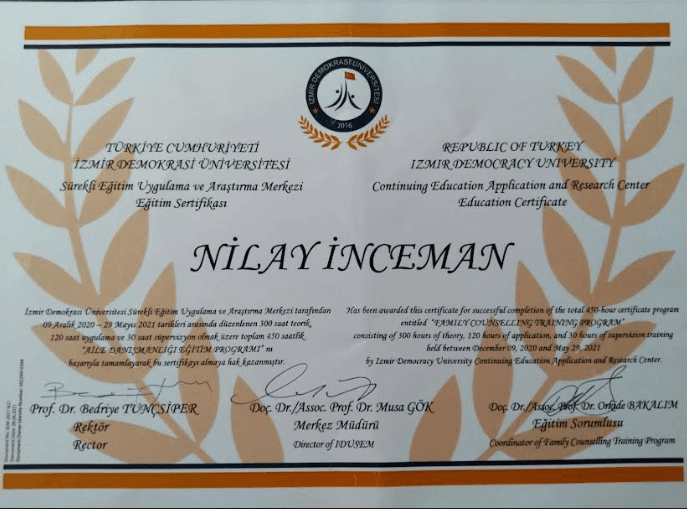 İZMİR DEMOKRASİ ÜNİVERSİTESİ
2016
TÜRKİYE CUMHURİYETİ
İZMİR DEMOKRASİ ÜNİVERSİTESİ
Sürekli Eğitim Uygulama ve Araştırma Merkezi
Eğitim Sertifikası
REPUBLIC OF TURKEY
IZMIR DEMOCRACY UNIVERSITY
Continuing Education Application and Research Center
Education Certificate
NİLAY İNCEMAN
İzmir Demokrasi Üniversitesi Sürekli Eğitim Uygulama ve Araştırma Merkezi tarafından
09 Aralık 2020 – 29 Mayıs 2021 tarihleri arasında düzenlenen 300 saat teorik,
120 saat uygulama ve 30 saat süpervizyon olmak üzere toplam 450 saatlik
"AİLE DANIŞMANLIĞI EĞİTİM PROGRAMI" nı
başarıyla tamamlayarak bu sertifikayı almaya hak kazanmıştır.
Has been awarded this certificate for successful completion of the total 450-hour certificate program
entitled "FAMILY COUNSELLING TRAINING PROGRAM"
consisting of 300 hours of theory, 120 hours of application, and 30 hours of supervision training
held between December 09, 2020 and May 29, 2021
by Izmir Democracy University Continuing Education Application and Research Center.
Prof. Dr. Bedriye TUNÇSİPER
Rektör
Rector
Doç. Dr./Assoc. Prof. Dr. Musa GÖK
Merkez Müdürü
Director of IDUSEM
Doç. Dr./Assoc. Prof. Dr. Orkide BAKALIM
Eğitim Sorumlusu
Coordinator of Family Counselling Training Program